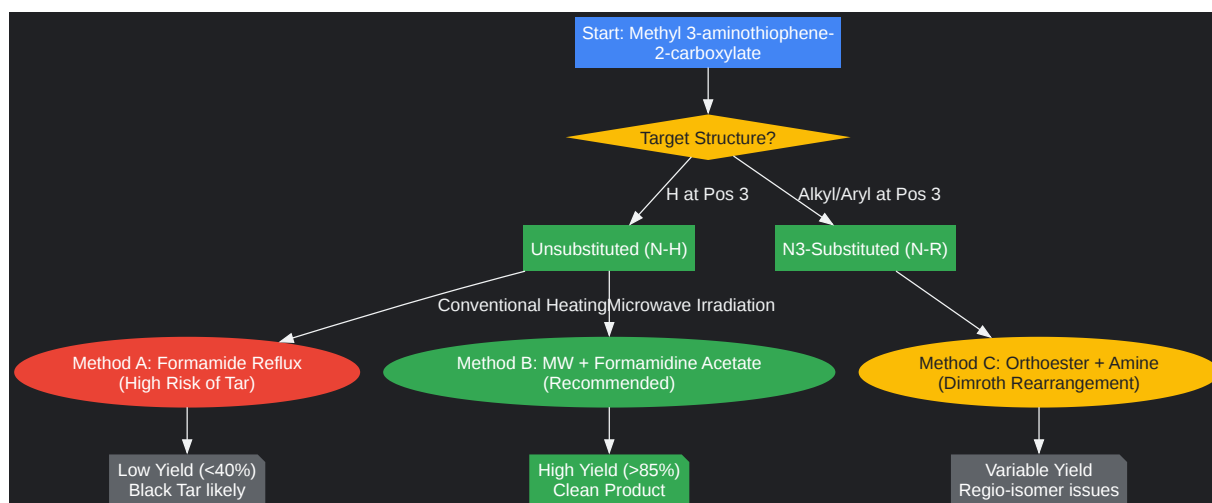 Start: Methyl 3-aminothiophene-
2-carboxylate
Target Structure?
H at Pos 3
Alkyl/Aryl at Pos 3
Unsubstituted (N-H)
N3-Substituted (N-R)
Conventional Heating
Microwave Irradiation
Method A: Formamide Reflux
(High Risk of Tar)
Method B: MW + Formamidine Acetate
(Recommended)
Method C: Orthoester + Amine
(Dimroth Rearrangement)
Low Yield (<40%)
Black Tar likely
High Yield (>85%)
Clean Product
Variable Yield
Regio-isomer issues